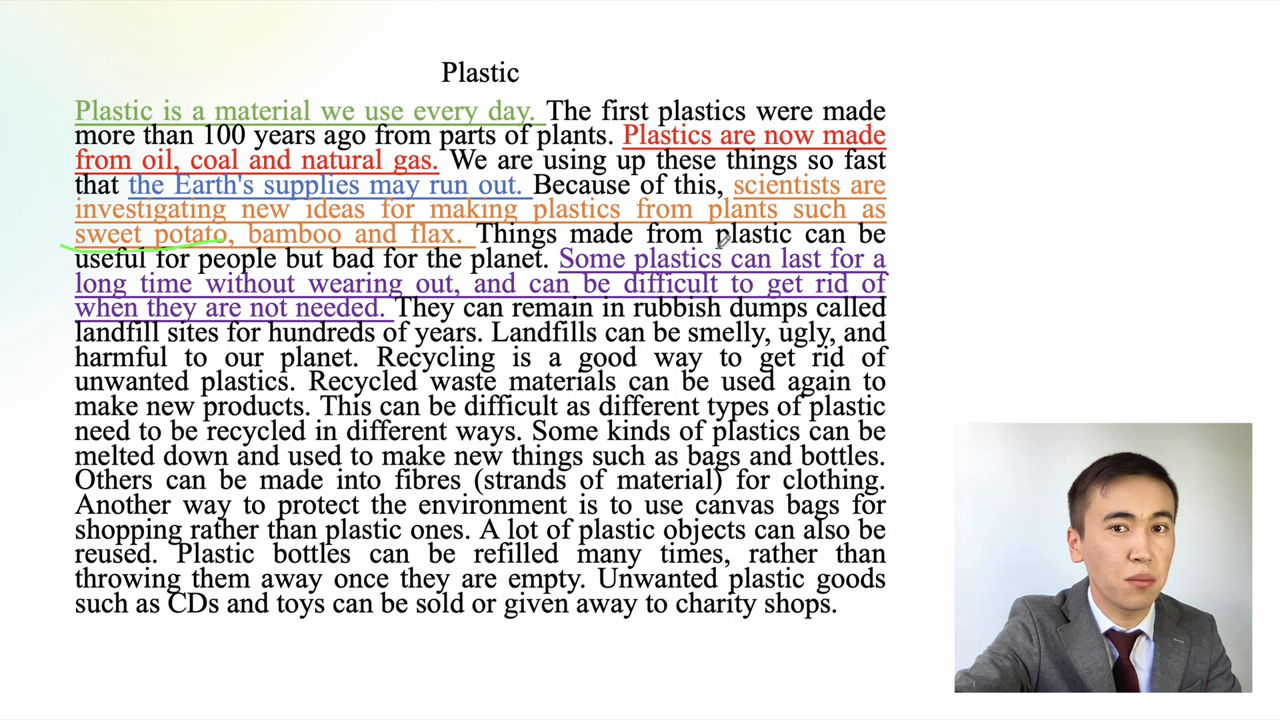 Plastic
Plastic is a material we use every day. The first plastics were made
more than 100 years ago from parts of plants. Plastics are now made
from oil, coal and natural gas. We are using up these things so fast
that the Earth's supplies may run out. Because of this, scientists are
investigating new ideas for making plastics from plants such as
sweet potato, bamboo and flax. Things made from plastic can be
useful for people but bad for the planet. Some plastics can last for a
long time without wearing out, and can be difficult to get rid of
when they are not needed. They can remain in rubbish dumps called
landfill sites for hundreds of years. Landfills can be smelly, ugly, and
harmful to our planet. Recycling is a good way to get rid of
unwanted plastics. Recycled waste materials can be used again to
make new products. This can be difficult as different types of plastic
need to be recycled in different ways. Some kinds of plastics can be
melted down and used to make new things such as bags and bottles.
Others can be made into fibres (strands of material) for clothing.
Another way to protect the environment is to use canvas bags for
shopping rather than plastic ones. A lot of plastic objects can also be
reused. Plastic bottles can be refilled many times, rather than
throwing them away once they are empty. Unwanted plastic goods
such as CDs and toys can be sold or given away to charity shops.